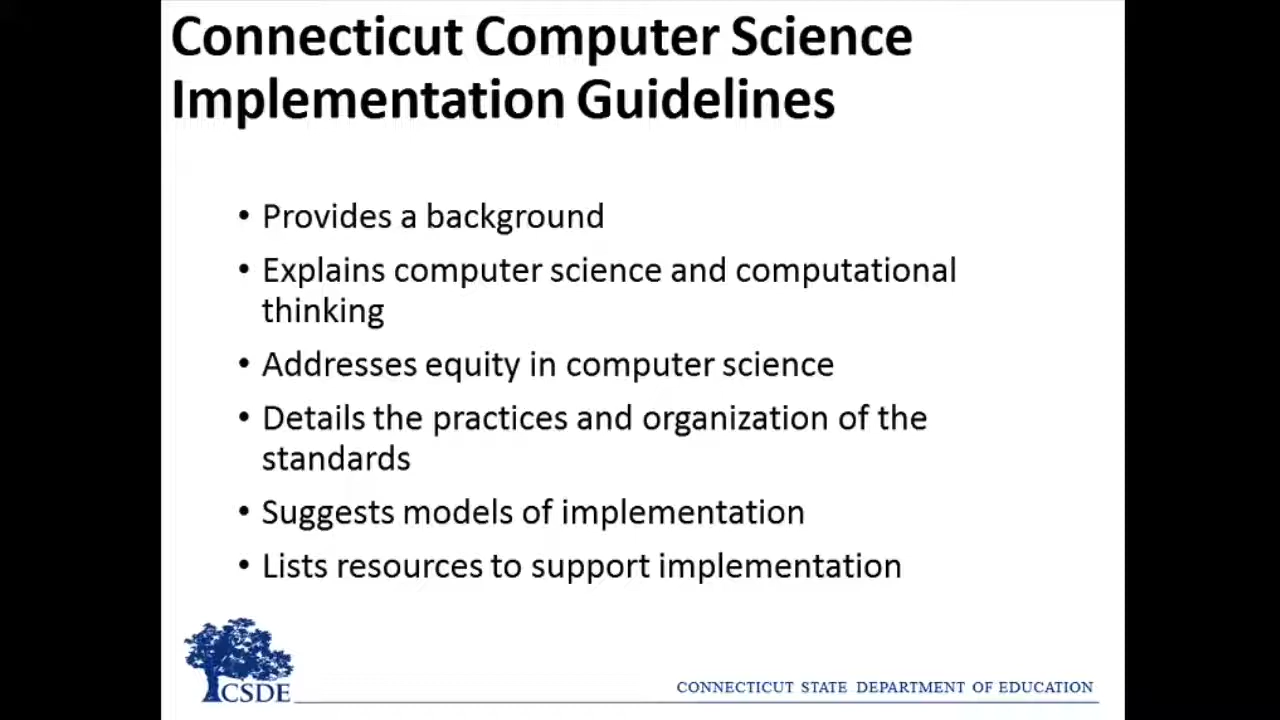 Connecticut Computer Science
Implementation Guidelines
• Provides a background
• Explains computer science and computational
thinking
• Addresses equity in computer science
• Details the practices and organization of the
standards
• Suggests models of implementation
• Lists resources to support implementation
CSDE
CONNECTICUT STATE DEPARTMENT OF EDUCATION